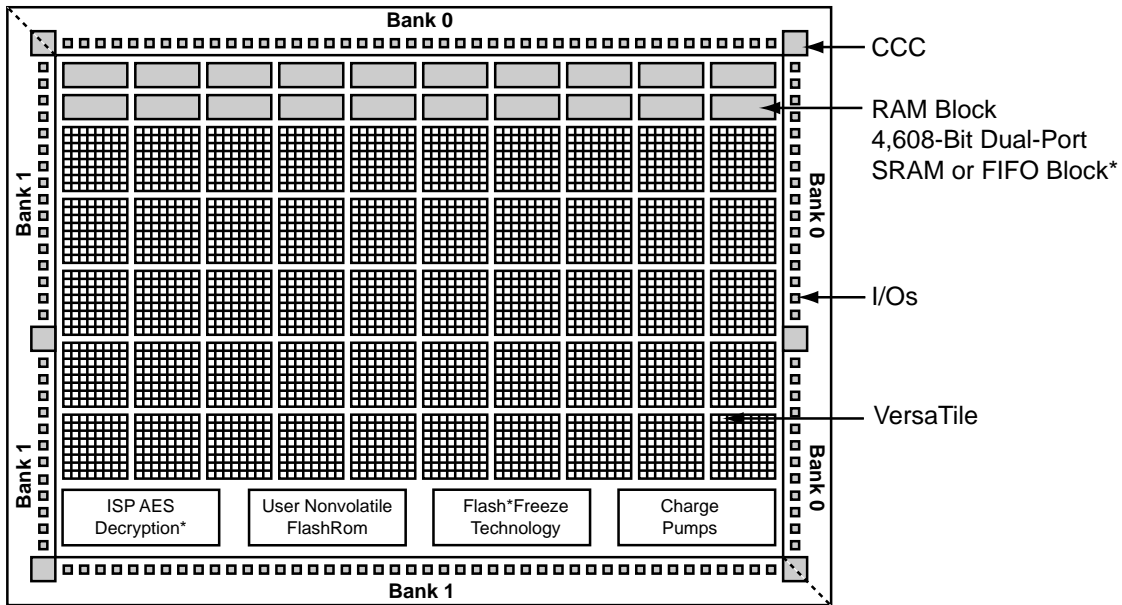 Bank 0
CCC
RAM Block
4,608-Bit Dual-Port
SRAM or FIFO Block*
Bank 1
Bank 0
I/Os
VersaTile
Bank 1
Bank 0
ISP AES
Decryption*
User Nonvolatile
FlashRom
Flash*Freeze
Technology
Charge
Pumps
Bank 1